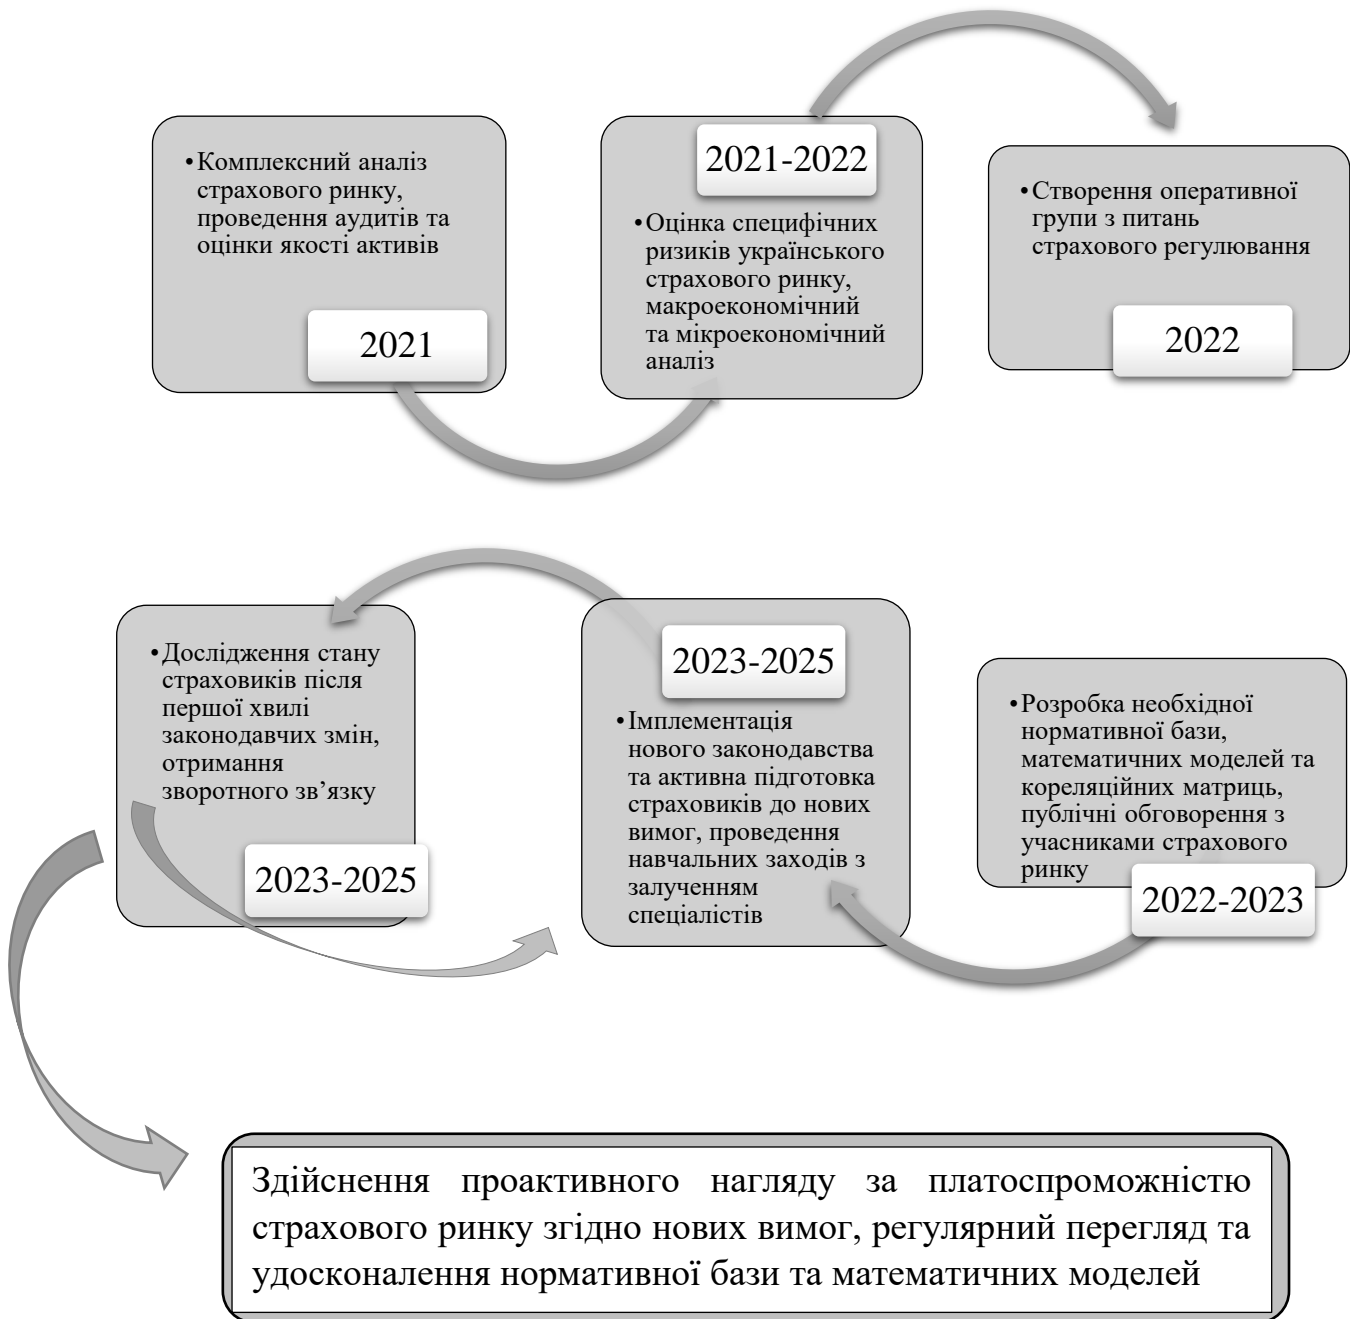 •Комплексний аналіз
страхового ринку,
проведення аудитів та
оцінки якості активів
2021
2021-2022
•Оцінка специфічних
ризиків українського
страхового ринку,
макроекономічний
та мікроекономічний
аналіз
•Створення оперативної
групи з питань
страхового регулювання
2022
•Дослідження стану
страховиків після
першої хвилі
законодавчих змін,
отримання
зворотного зв’язку
2023-2025
2023-2025
•Імплементація
нового законодавства
та активна підготовка
страховиків до нових
вимог, проведення
навчальних заходів з
залученням
спеціалістів
•Розробка необхідної
нормативної бази,
математичних моделей та
кореляційних матриць,
публічні обговорення з
учасниками страхового
ринку
2022-2023
Здійснення проактивного нагляду за платоспроможністю
страхового ринку згідно нових вимог, регулярний перегляд та
удосконалення нормативної бази та математичних моделей